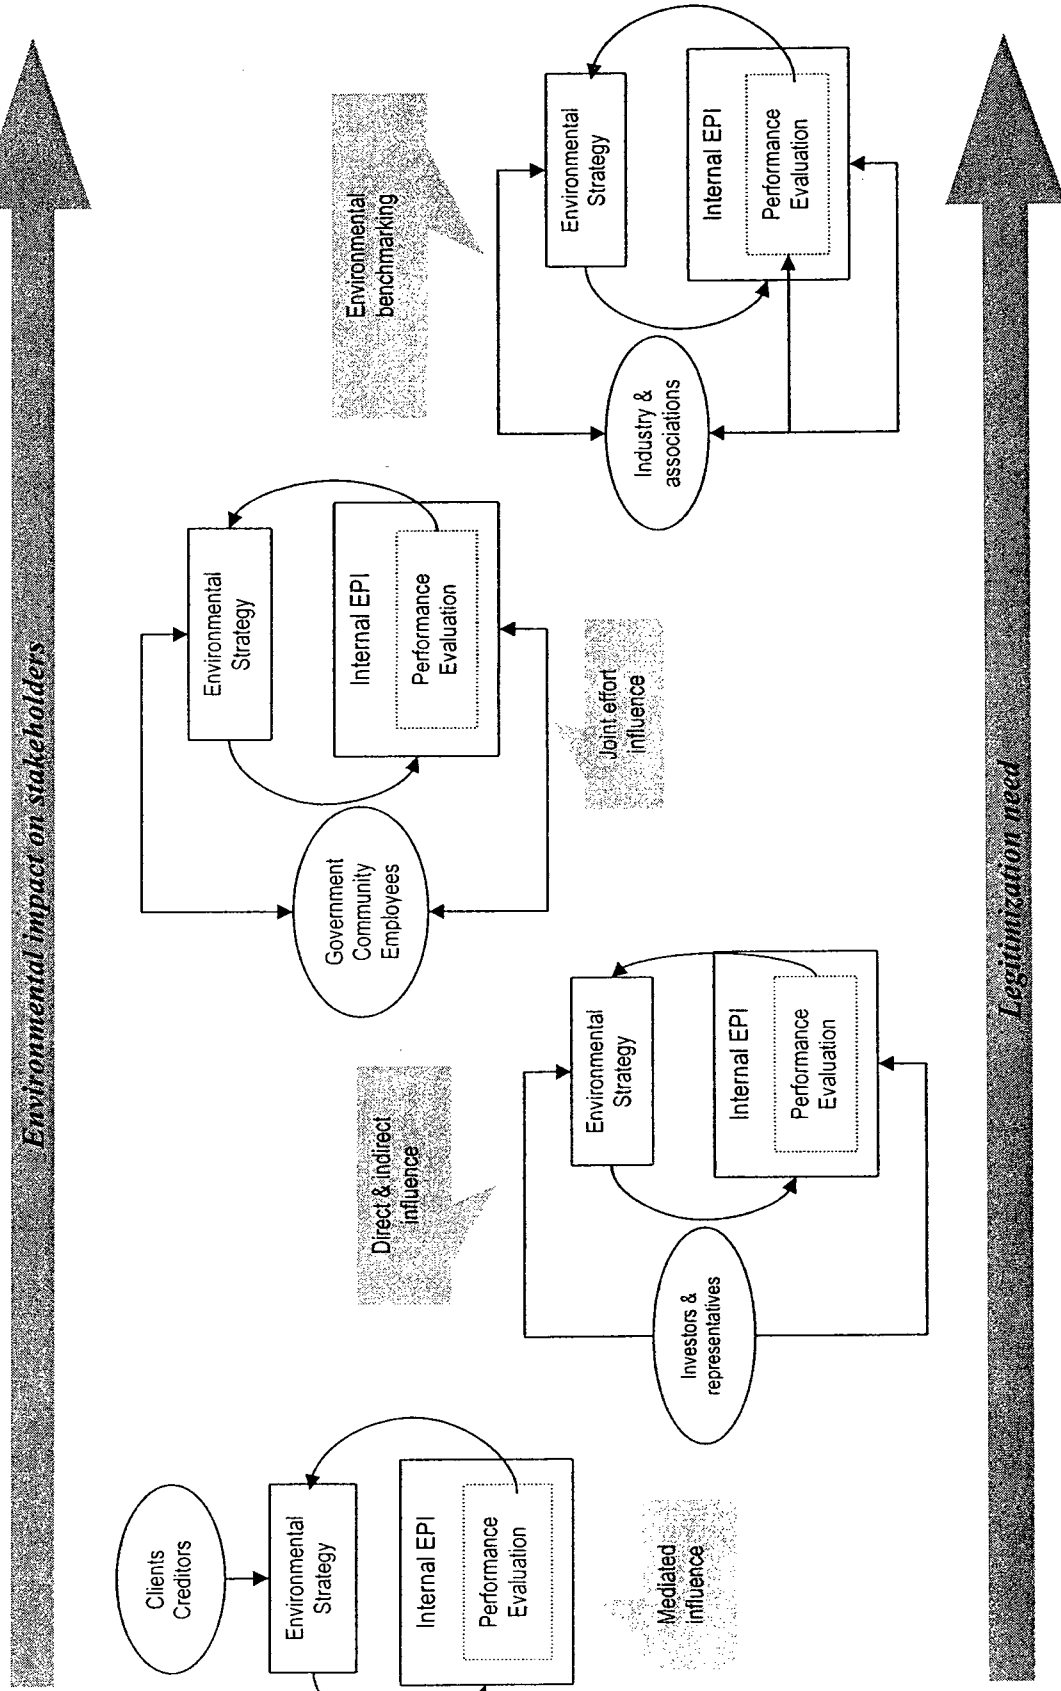 Environmental impact on stakeholders
Clients
Creditors
Environmental
Strategy
Internal EPI
Performance
Evaluation
Mediated
influence
Direct & indirect
influence
Investors &
representatives
Environmental
Strategy
Internal EPI
Performance
Evaluation
Government
Community
Employees
Environmental
Strategy
Internal EPI
Performance
Evaluation
Joint effort
influence
Environmental
benchmarking
Industry &
associations
Environmental
Strategy
Internal EPI
Performance
Evaluation
Legitimization need